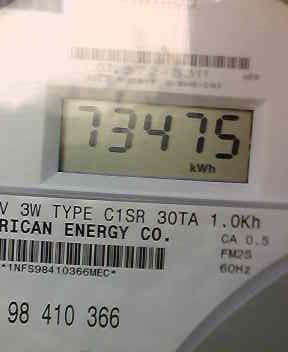 73475
kWh
V 3W TYPE C1SR 30TA 1.0Kh
RICAN ENERGY CO.
CA 0.5
FM2S
60Hz
*1NFS98410366MEC*
98 410 366